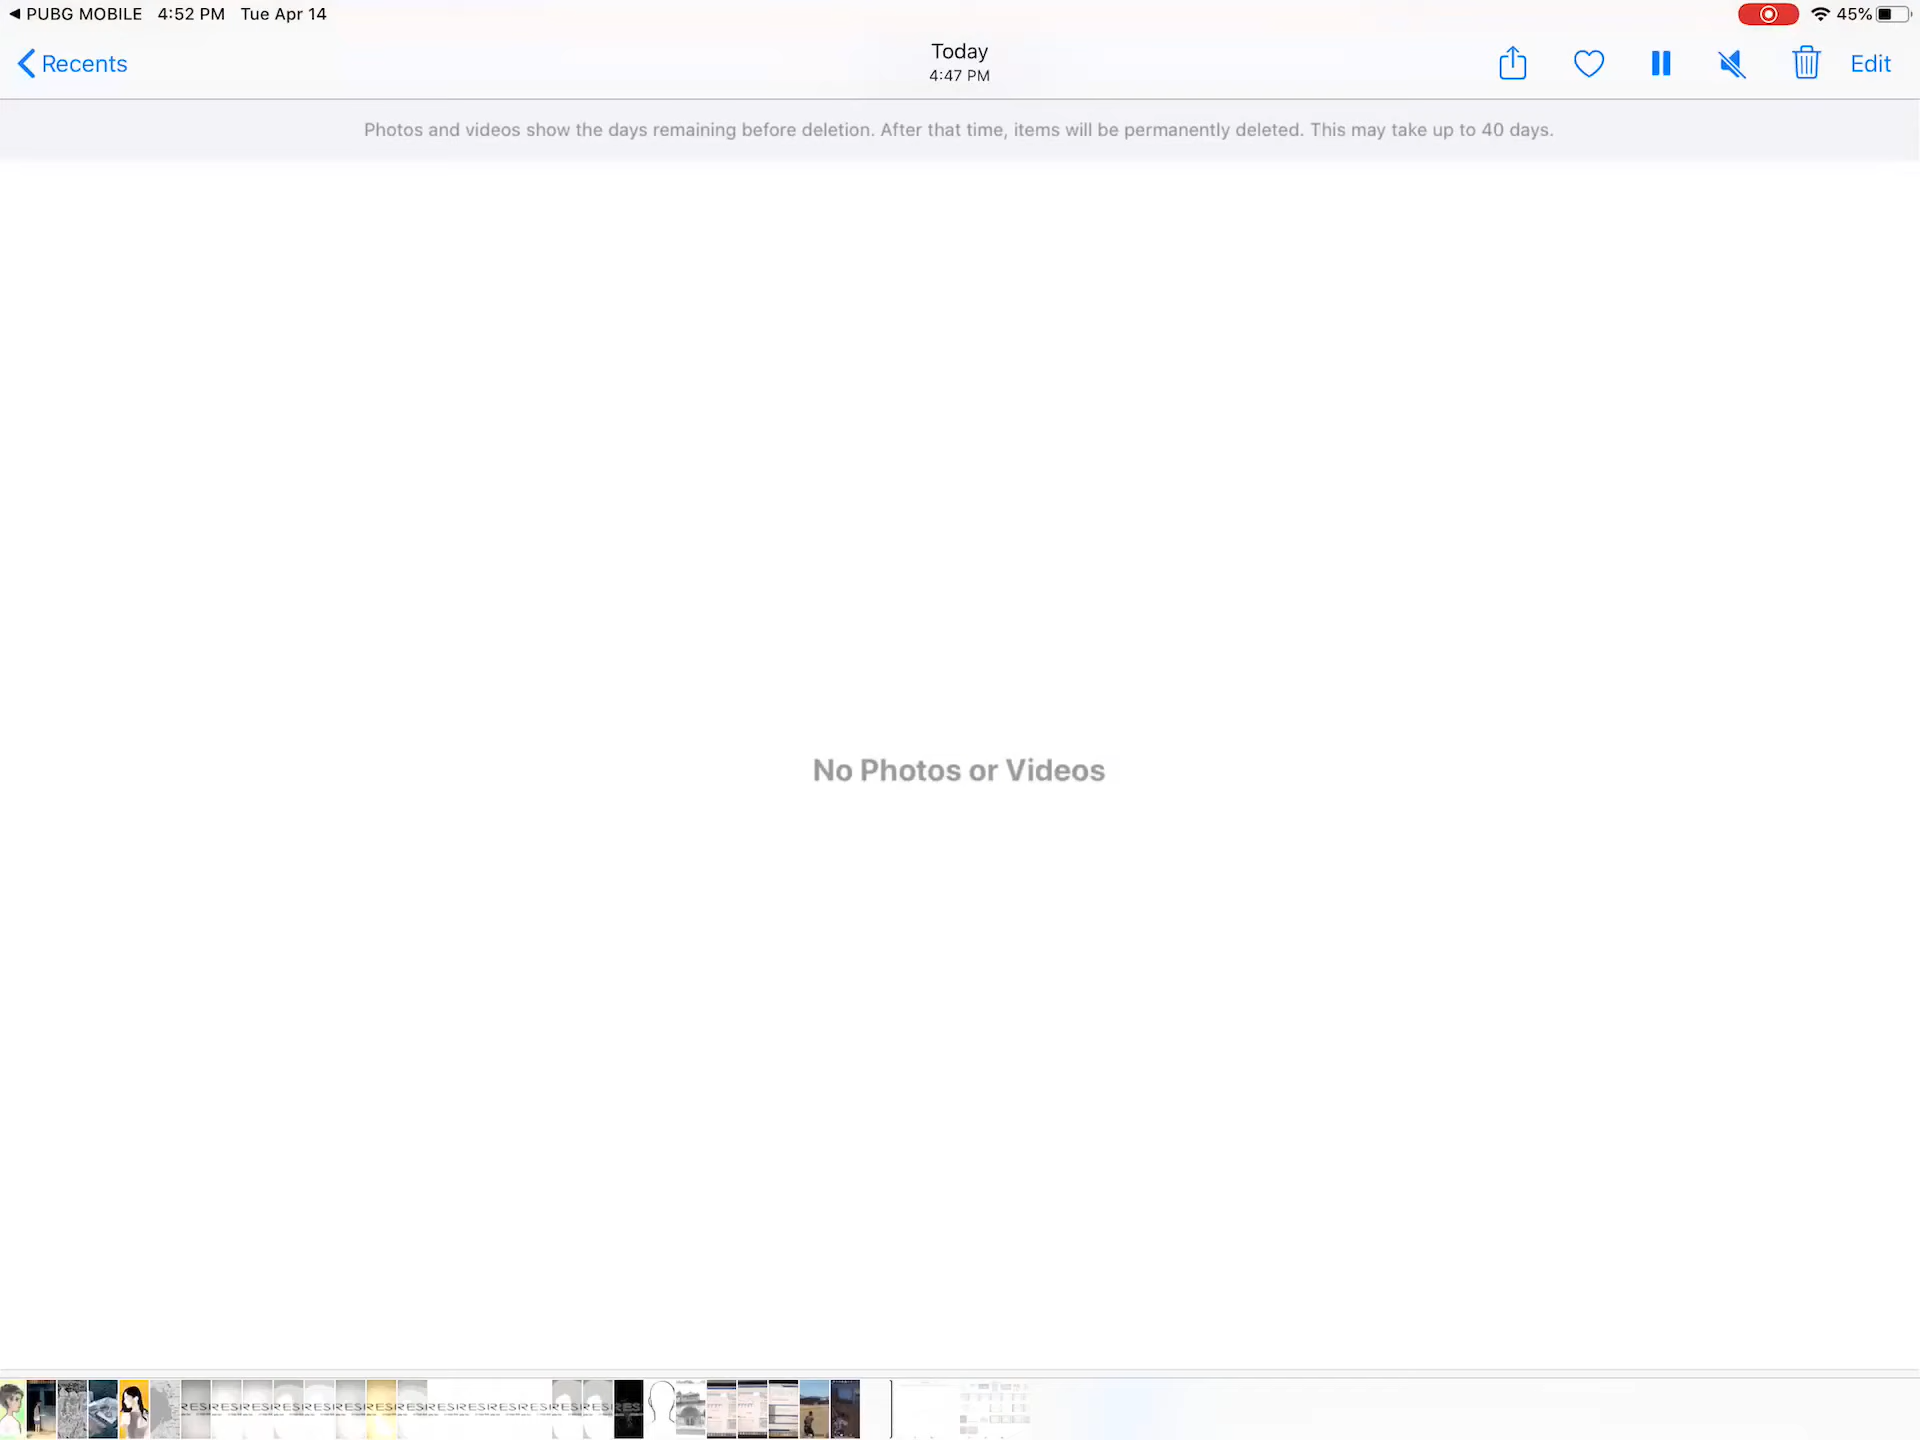 ◀ PUBG MOBILE 4:52 PM Tue Apr 14 45%
Recents
Today
4:47 PM
Edit
Photos and videos show the days remaining before deletion. After that time, items will be permanently deleted. This may take up to 40 days.
No Photos or Videos